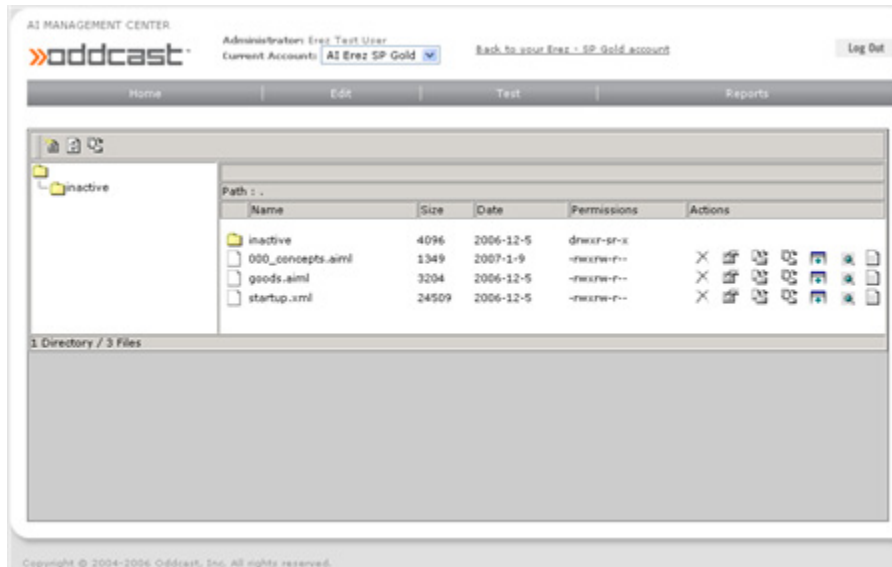 AI MANAGEMENT CENTER
»oddcast
Administrator: Erez Test User
Current Account: AI Erez SP Gold
Back to your Erez - SP Gold account
Log Out
Home | Edit | Test | Reports
inactive
Path : .
Name Size Date Permissions Actions
inactive 4096 2006-12-5 drwxr-sr-x
000_concepts.aiml 1349 2007-1-9 -rwxrw-r--
goods.aiml 3204 2006-12-5 -rwxrw-r--
startup.xml 24509 2006-12-5 -rwxrw-r--
1 Directory / 3 Files
Copyright © 2004-2006 Oddcast, Inc. All rights reserved.